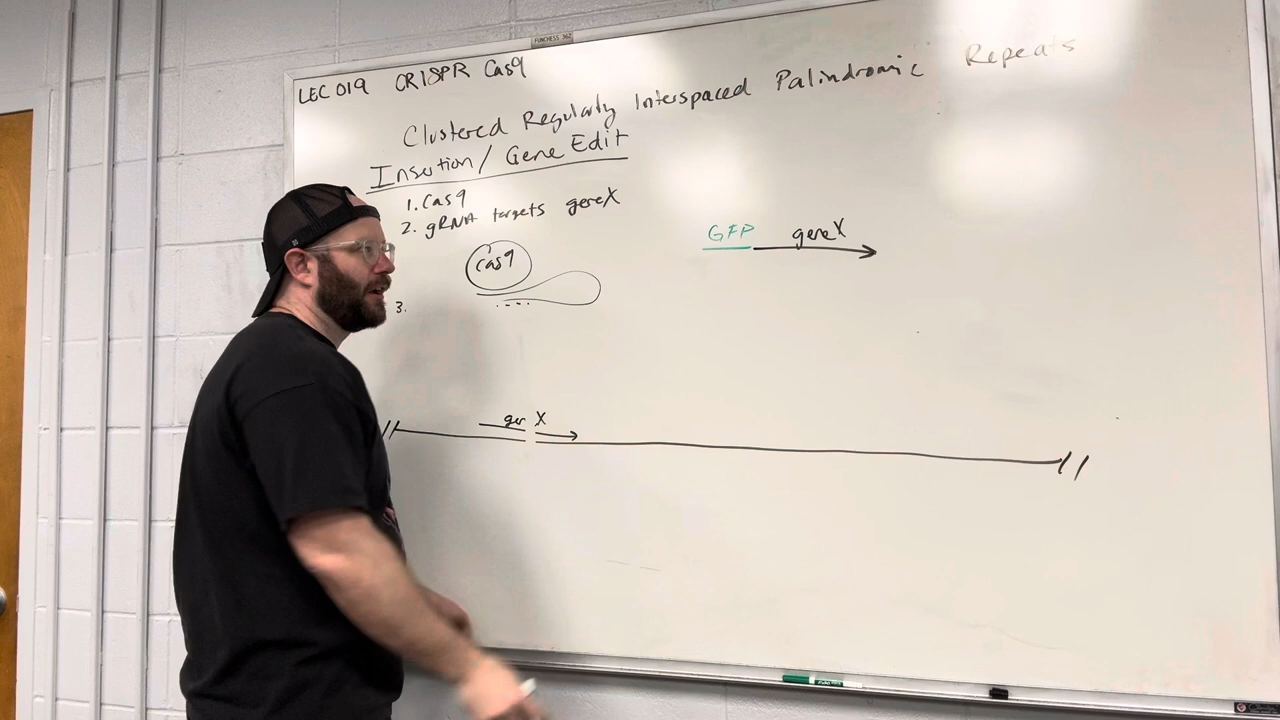 FUNCHESS 362
LEC 019 CRISPR Cas9
Clustered Regularly Interspaced Palindromic Repeats
Insertion / Gene Edit
1. Cas9
2. gRNA targets geneX
Cas9
3.
GFP geneX
gen X